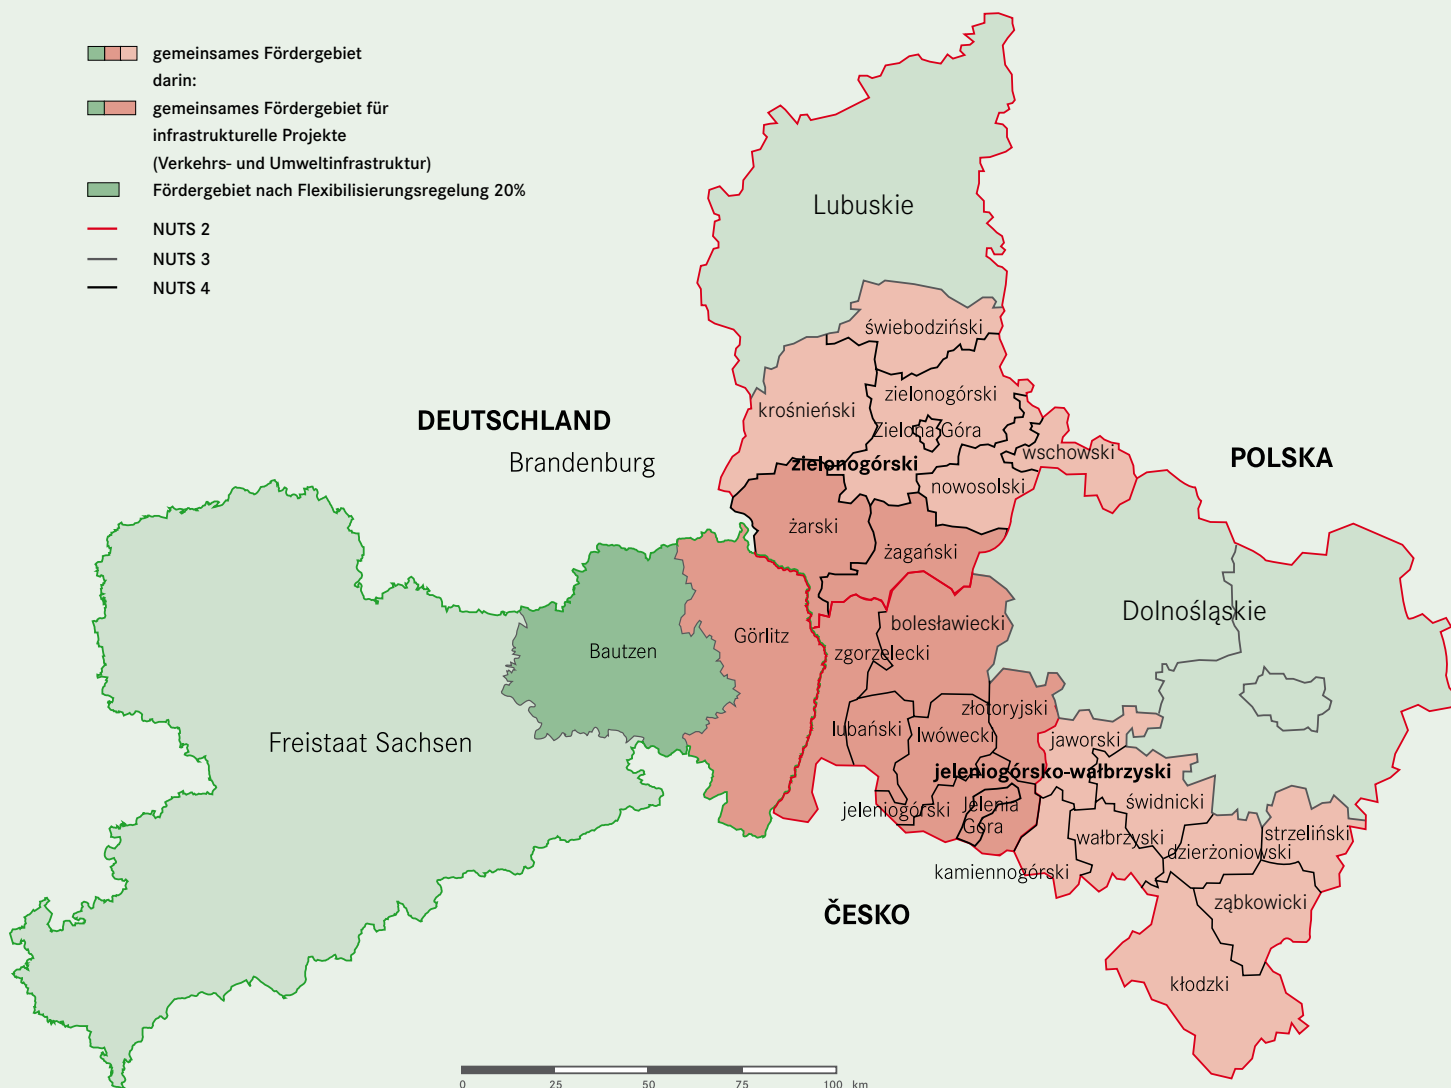 gemeinsames Fördergebiet
darin:
gemeinsames Fördergebiet für
infrastrukturelle Projekte
(Verkehrs- und Umweltinfrastruktur)
Fördergebiet nach Flexibilisierungsregelung 20%
NUTS 2
NUTS 3
NUTS 4
Lubuskie
świebodziński
zielonogórski
krośnieński
Zielona Góra
DEUTSCHLAND
Brandenburg
zielonogórski
wschowski
POLSKA
nowosolski
żarski
żagański
Dolnośląskie
bolesławiecki
Görlitz
Bautzen
zgorzelecki
złotoryjski
lubański
lwówecki
jaworski
Freistaat Sachsen
jeleniogórsko-wałbrzyski
świdnicki
jeleniogórski
Jelenia
Góra
wałbrzyski
strzeliński
dzierżoniowski
kamiennogórski
ząbkowicki
ČESKO
kłodzki
0 25 50 75 100 km